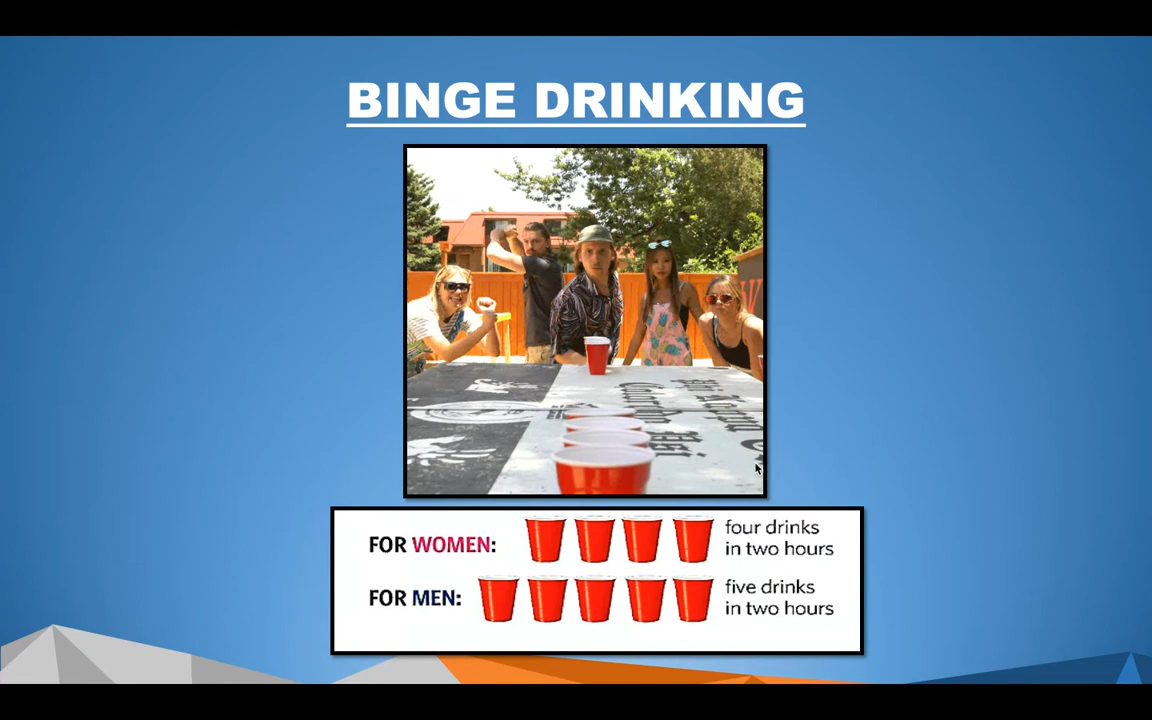 BINGE DRINKING
FOR WOMEN:
four drinks
in two hours
FOR MEN:
five drinks
in two hours